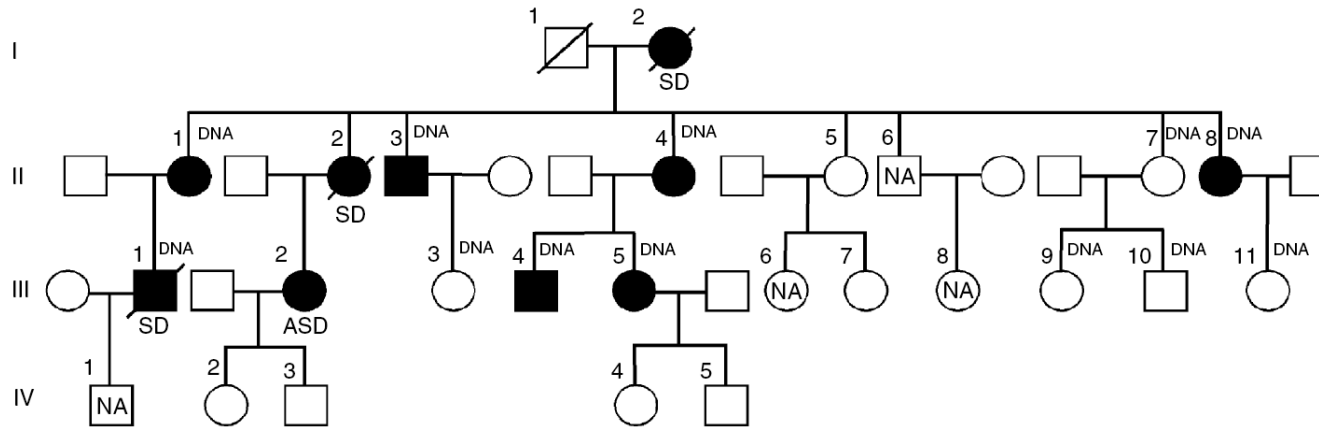 I 1 2
SD
1 DNA 2 3 DNA 4 DNA 5 6 7 DNA 8 DNA
II NA
SD
1 DNA 2 3 DNA 4 DNA 5 DNA 6 7 8 9 DNA 10 DNA 11 DNA
III NA NA
SD ASD
1 2 3 4 5
IV NA